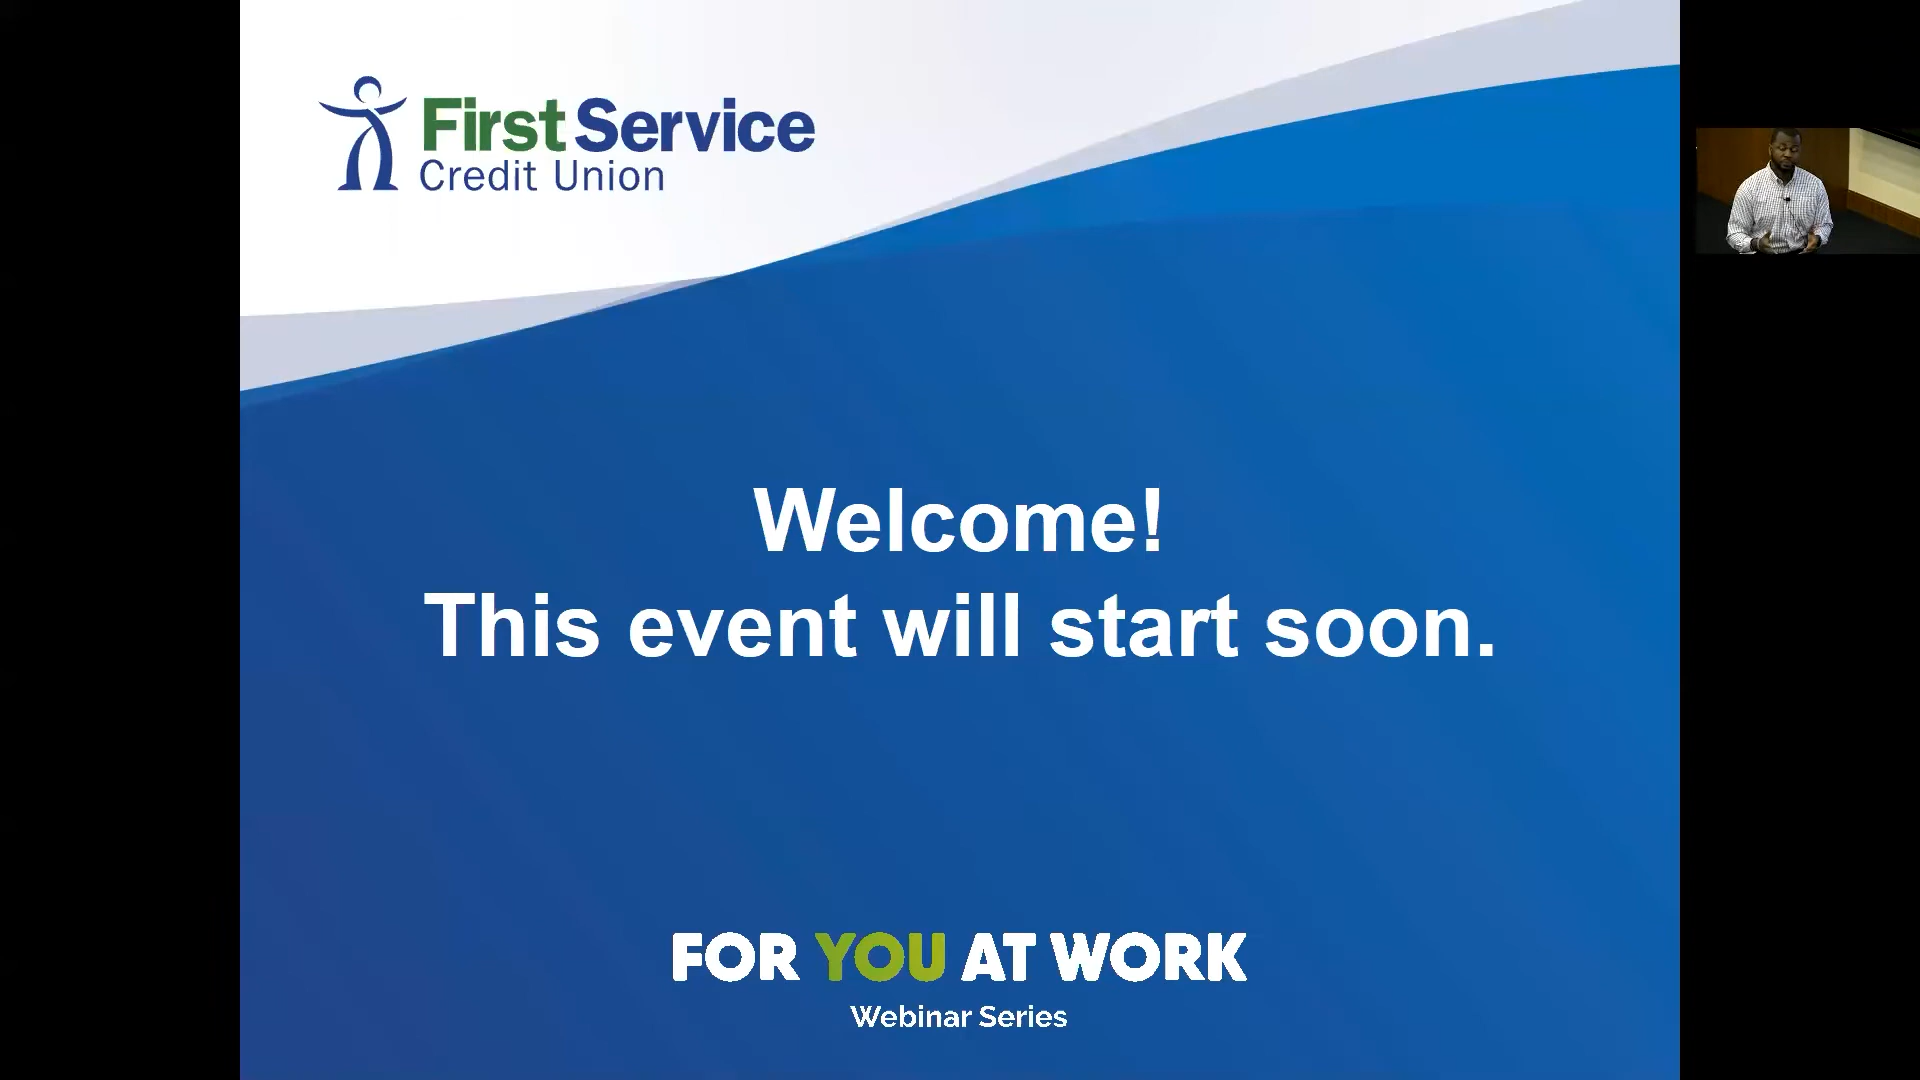 First Service
Credit Union
Welcome!
This event will start soon.
FOR YOU AT WORK
Webinar Series